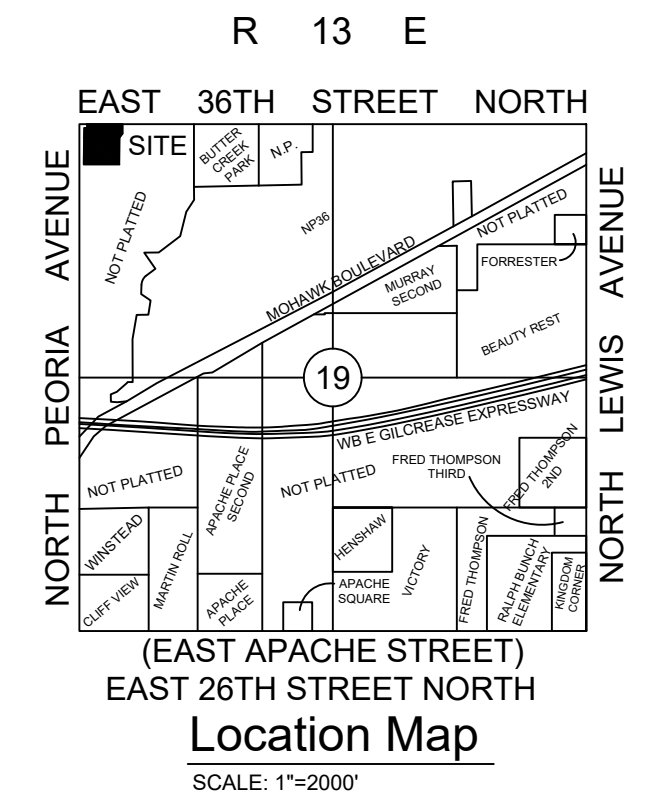 R 13 E
EAST 36TH STREET NORTH
NORTH PEORIA AVENUE
NORTH LEWIS AVENUE
SITE
BUTTER
CREEK
PARK
N.P.
NOT PLATTED
NP36
MOHAWK BOULEVARD
NOT PLATTED
FORRESTER
MURRAY
SECOND
BEAUTY REST
19
WB E GILCREASE EXPRESSWAY
NOT PLATTED
APACHE PLACE
SECOND
NOT PLATTED
FRED THOMPSON
THIRD
FRED THOMPSON
2ND
WINSTEAD
MARTIN ROLL
HENSHAW
VICTORY
FRED THOMPSON
RALPH BUNCH
ELEMENTARY
KINGDOM
CORNER
CLIFF VIEW
APACHE
PLACE
APACHE
SQUARE
(EAST APACHE STREET)
EAST 26TH STREET NORTH
Location Map
SCALE: 1"=2000'